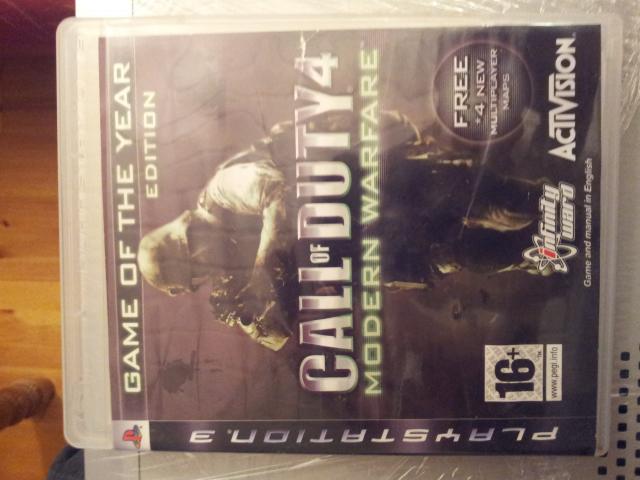 PLAYSTATION 3
GAME OF THE YEAR
EDITION
CALL OF DUTY 4
MODERN WARFARE™
FREE
*4 NEW
MULTIPLAYER
MAPS
16+
www.pegi.info
infinity
ward
ACTIVISION.
Game and manual in English